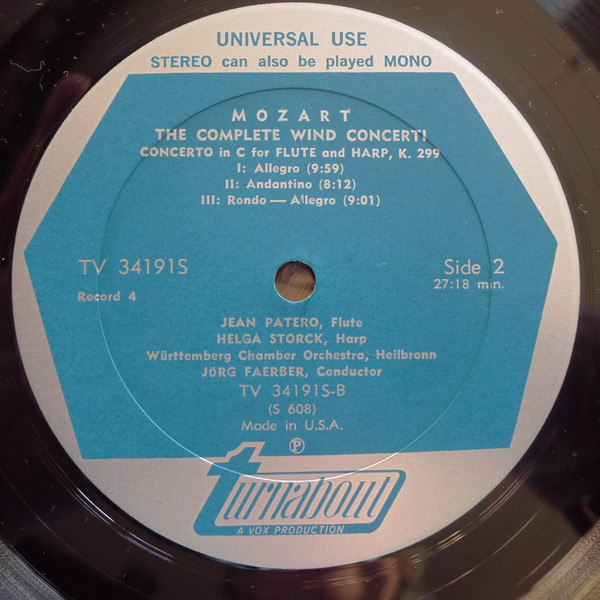 UNIVERSAL USE
STEREO can also be played MONO
MOZART
THE COMPLETE WIND CONCERTI
CONCERTO in C for FLUTE and HARP, K. 299
I: Allegro (9:59)
II: Andantino (8:12)
III: Rondo — Allegro (9:01)
TV 34191S
Side 2
Record 4
27:18 min.
JEAN PATERO, Flute
HELGA STORCK, Harp
Württemberg Chamber Orchestra, Heilbronn
JöRG FAERBER, Conductor
TV 34191S-B
(S 608)
Made in U.S.A.
℗
turnabout
A VOX PRODUCTION